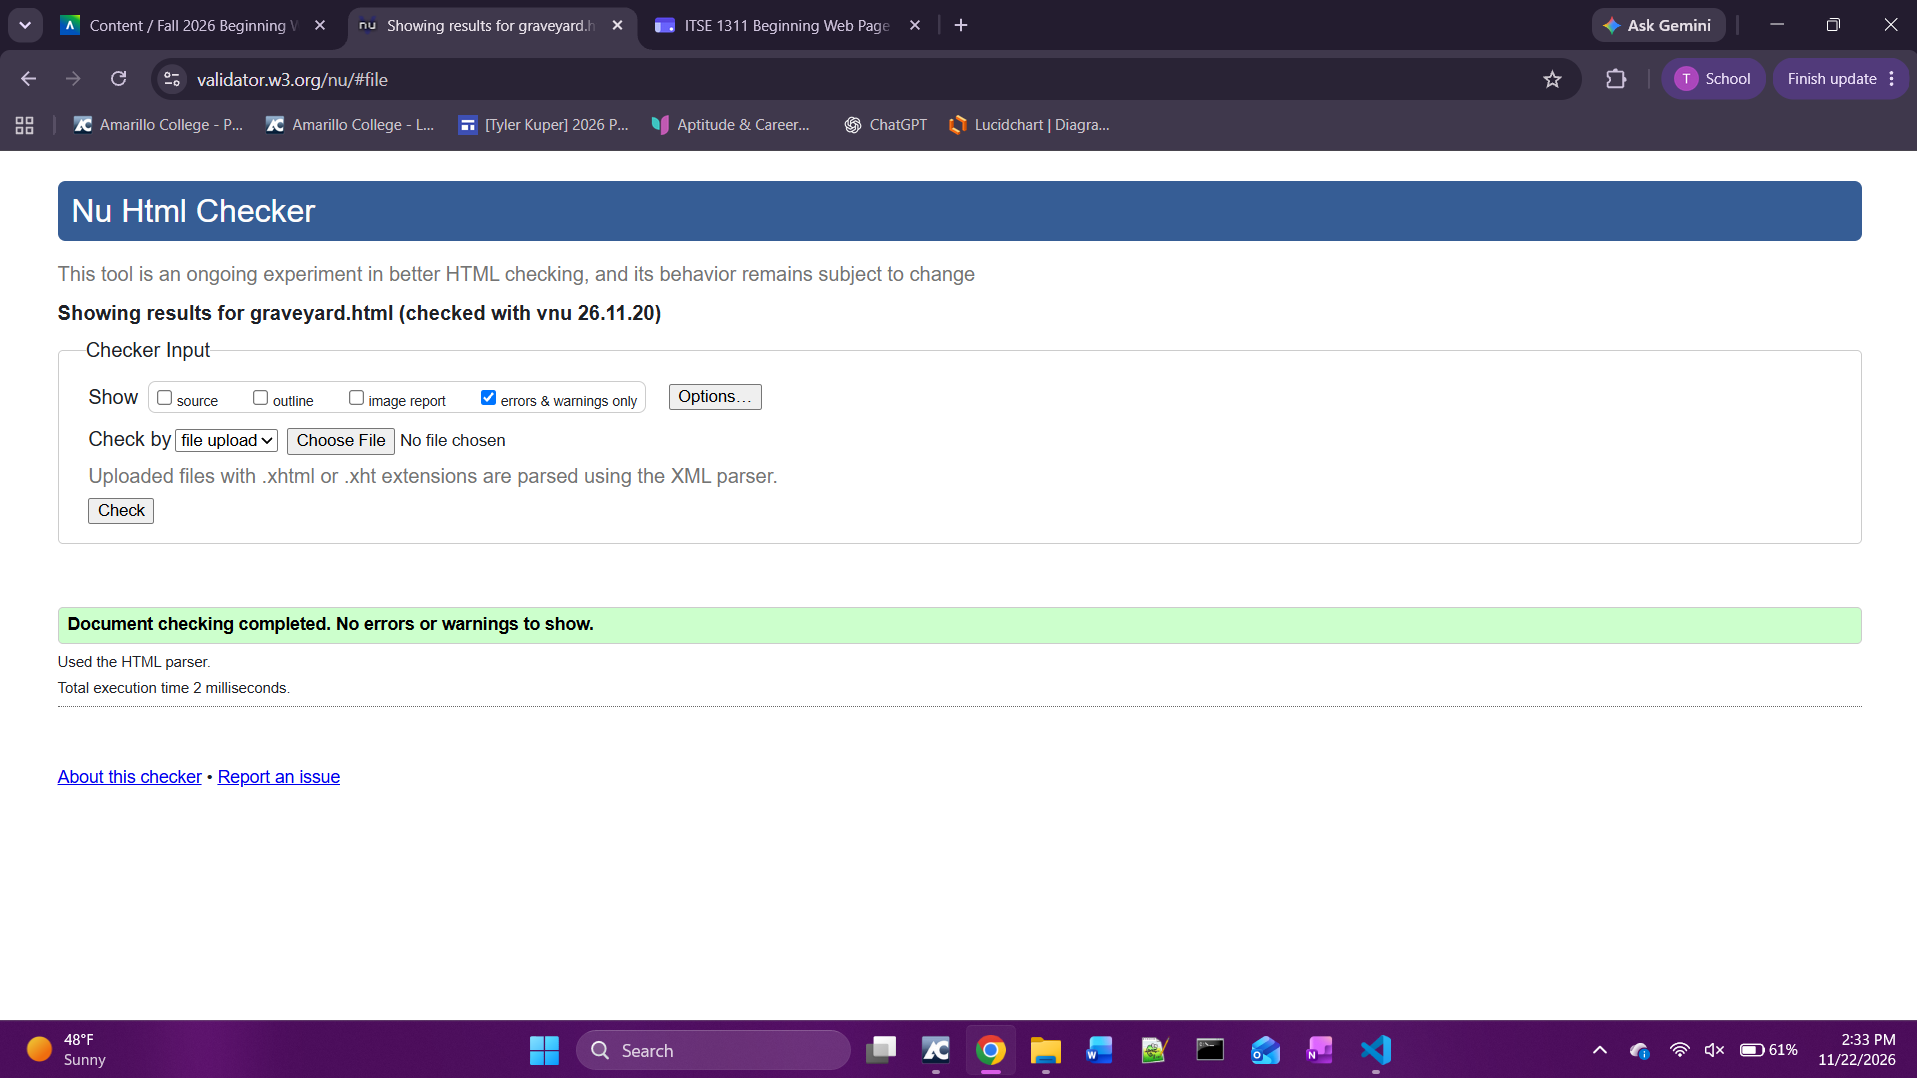 Content / Fall 2026 Beginning W
Showing results for graveyard.h
ITSE 1311 Beginning Web Page
Ask Gemini
validator.w3.org/nu/#file
T School
Finish update
Amarillo College - P...
Amarillo College - L...
[Tyler Kuper] 2026 P...
Aptitude & Career...
ChatGPT
Lucidchart | Diagra...
Nu Html Checker
This tool is an ongoing experiment in better HTML checking, and its behavior remains subject to change
Showing results for graveyard.html (checked with vnu 26.11.20)
Checker Input
Show source outline image report errors & warnings only Options...
Check by file upload Choose File No file chosen
Uploaded files with .xhtml or .xht extensions are parsed using the XML parser.
Check
Document checking completed. No errors or warnings to show.
Used the HTML parser.
Total execution time 2 milliseconds.
About this checker • Report an issue
48°F
Sunny
Search
61%
2:33 PM
11/22/2026